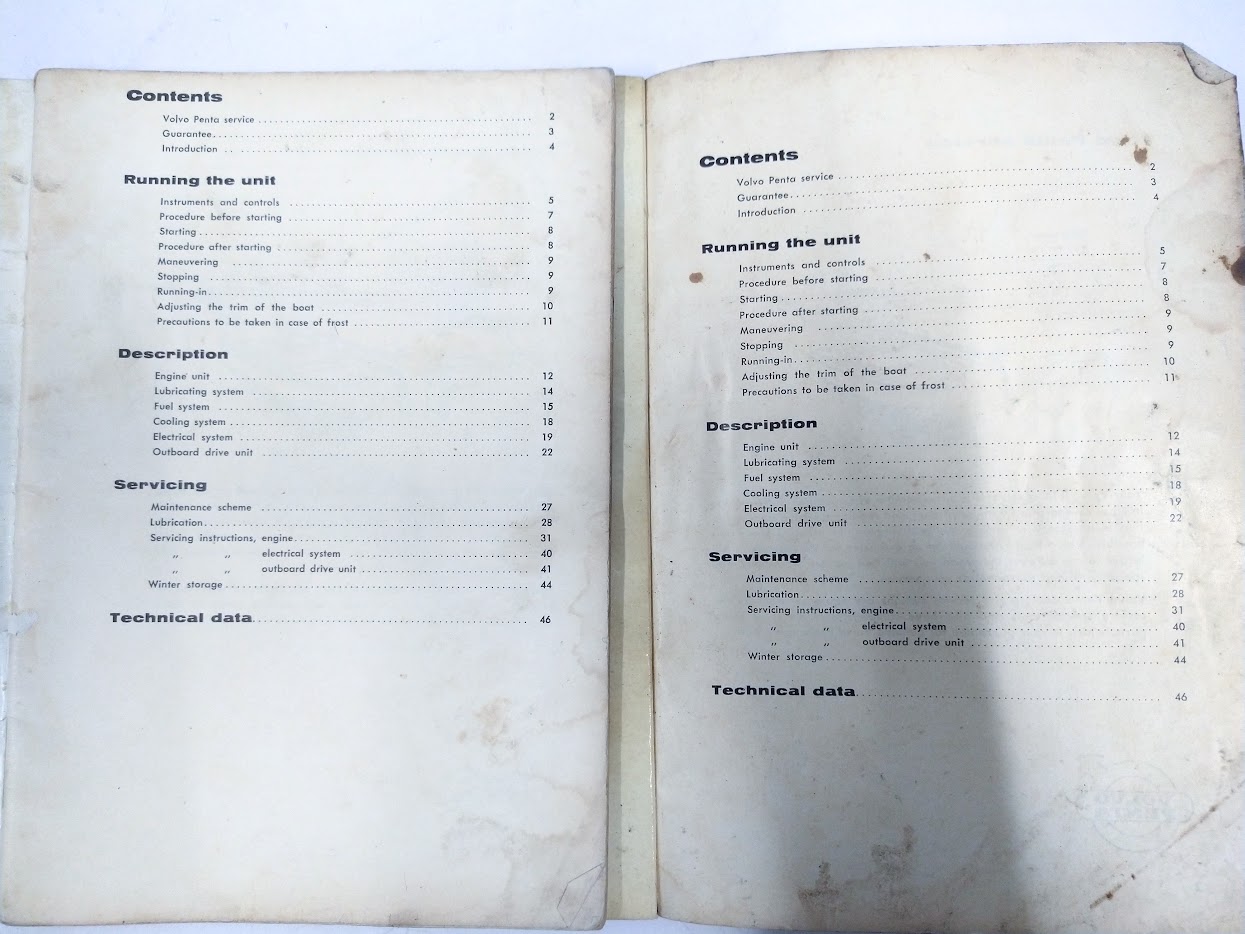 Contents
Volvo Penta service 2
Guarantee 3
Introduction 4
Running the unit
Instruments and controls 5
Procedure before starting 7
Starting 8
Procedure after starting 8
Maneuvering 9
Stopping 9
Running-in 9
Adjusting the trim of the boat 10
Precautions to be taken in case of frost 11
Description
Engine unit 12
Lubricating system 14
Fuel system 15
Cooling system 18
Electrical system 19
Outboard drive unit 22
Servicing
Maintenance scheme 27
Lubrication 28
Servicing instructions, engine 31
„ „ electrical system 40
„ „ outboard drive unit 41
Winter storage 44
Technical data 46
Contents
Volvo Penta service 2
Guarantee 3
Introduction 4
Running the unit
Instruments and controls 5
Procedure before starting 7
Starting 8
Procedure after starting 8
Maneuvering 9
Stopping 9
Running-in 9
Adjusting the trim of the boat 10
Precautions to be taken in case of frost 11
Description
Engine unit 12
Lubricating system 14
Fuel system 15
Cooling system 18
Electrical system 19
Outboard drive unit 22
Servicing
Maintenance scheme 27
Lubrication 28
Servicing instructions, engine 31
„ „ electrical system 40
„ „ outboard drive unit 41
Winter storage 44
Technical data 46